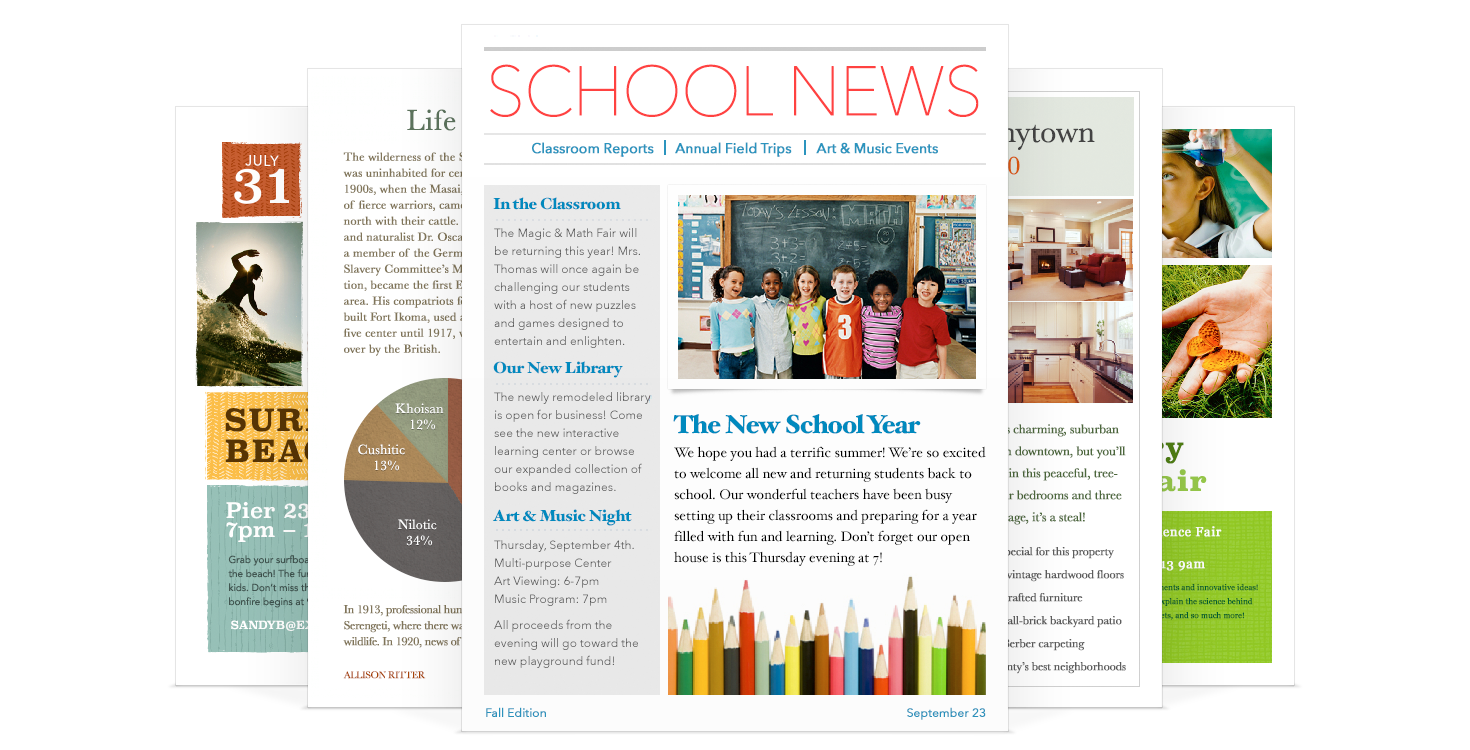 JULY
31
SURF
BEAC
Pier 23
7pm –
Grab your surfboa
the beach! The fu
kids. Don't miss th
bonfire begins at
SANDYB@EX
Life
The wilderness of the S
was uninhabited for cen
1900s, when the Masai,
of fierce warriors, came
north with their cattle.
and naturalist Dr. Osca
a member of the Germ
Slavery Committee's M
tion, became the first E
area. His compatriots f
built Fort Ikoma, used a
five center until 1917, w
over by the British.
Khoisan
12%
Cushitic
13%
Nilotic
34%
In 1913, professional hun
Serengeti, where there wa
wildlife. In 1920, news of
ALLISON RITTER
SCHOOL NEWS
Classroom Reports | Annual Field Trips | Art & Music Events
In the Classroom
The Magic & Math Fair will
be returning this year! Mrs.
Thomas will once again be
challenging our students
with a host of new puzzles
and games designed to
entertain and enlighten.
Our New Library
The newly remodeled library
is open for business! Come
see the new interactive
learning center or browse
our expanded collection of
books and magazines.
Art & Music Night
Thursday, September 4th.
Multi-purpose Center
Art Viewing: 6-7pm
Music Program: 7pm
All proceeds from the
evening will go toward the
new playground fund!
TODAY'S LESSON:
3+3=
3+2=
2+5=
3
The New School Year
We hope you had a terrific summer! We're so excited
to welcome all new and returning students back to
school. Our wonderful teachers have been busy
setting up their classrooms and preparing for a year
filled with fun and learning. Don't forget our open
house is this Thursday evening at 7!
Fall Edition
September 23
nytown
0
s charming, suburban
n downtown, but you'll
in this peaceful, tree-
r bedrooms and three
age, it's a steal!
pecial for this property
vintage hardwood floors
rafted furniture
all-brick backyard patio
Berber carpeting
nty's best neighborhoods
ry
air
ence Fair
13 9am
ments and innovative ideas!
xplain the science behind
ets, and so much more!